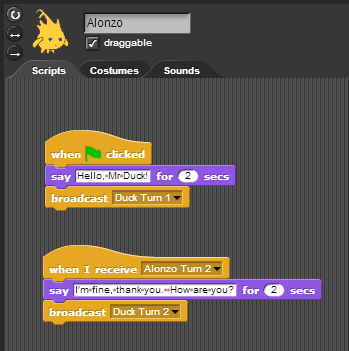 Alonzo
draggable
Scripts Costumes Sounds
when clicked
say Hello, Mr Duck! for 2 secs
broadcast Duck Turn 1
when I receive Alonzo Turn 2
say I'm fine, thank you. How are you? for 2 secs
broadcast Duck Turn 2